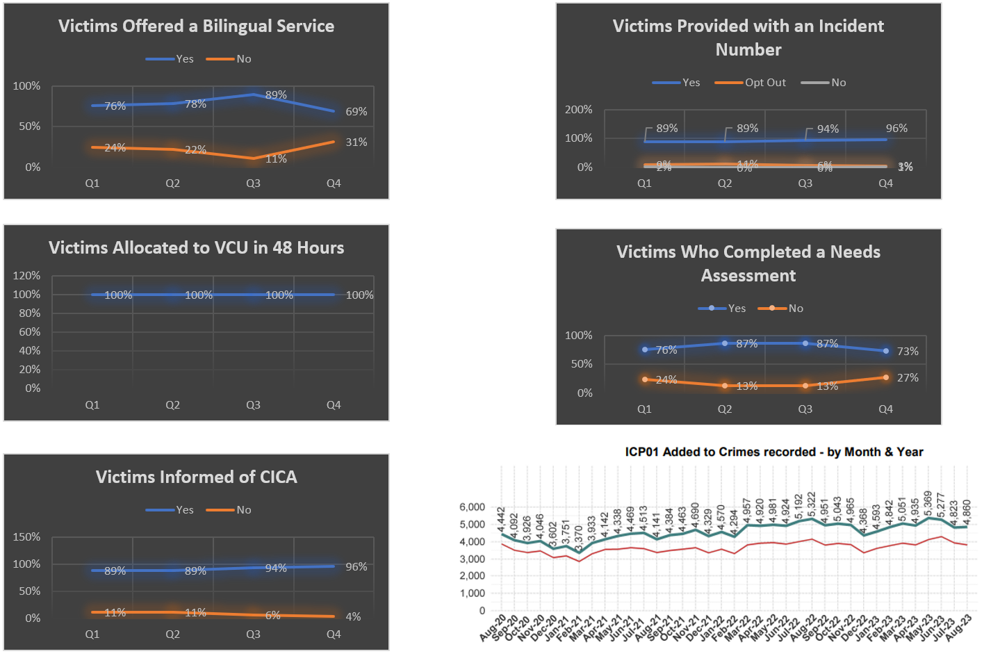 Victims Offered a Bilingual Service
Yes No
100%
50%
0%
76% 78% 89% 69%
24% 22% 11% 31%
Q1 Q2 Q3 Q4
Victims Provided with an Incident
Number
Yes Opt Out No
200%
100%
0%
89% 89% 94% 96%
9% 11% 6%
2% 0% 0%
Q1 Q2 Q3 Q4
Victims Allocated to VCU in 48 Hours
120%
100%
80%
60%
40%
20%
0%
100% 100% 100% 100%
Q1 Q2 Q3 Q4
Victims Who Completed a Needs
Assessment
Yes No
100%
50%
0%
76% 87% 87% 73%
24% 13% 13% 27%
Q1 Q2 Q3 Q4
Victims Informed of CICA
Yes No
150%
100%
50%
0%
89% 89% 94% 96%
11% 11% 6% 4%
Q1 Q2 Q3 Q4
ICP01 Added to Crimes recorded - by Month & Year
6,000
5,000
4,000
3,000
2,000
1,000
0
4,442 4,092 3,926 4,046 3,602 3,751 3,370 3,933 4,142 4,338 4,469 4,513 4,141 4,384 4,463 4,690 4,329 4,570 4,294 4,957 4,920 4,981 4,924 5,192 5,322 4,951 5,043 4,965 4,368 4,593 4,842 5,051 4,935 5,369 5,277 4,823 4,860
Aug-20 Sep-20 Oct-20 Nov-20 Dec-20 Jan-21 Feb-21 Mar-21 Apr-21 May-21 Jun-21 Jul-21 Aug-21 Sep-21 Oct-21 Nov-21 Dec-21 Jan-22 Feb-22 Mar-22 Apr-22 May-22 Jun-22 Jul-22 Aug-22 Sep-22 Oct-22 Nov-22 Dec-22 Jan-23 Feb-23 Mar-23 Apr-23 May-23 Jun-23 Jul-23 Aug-23